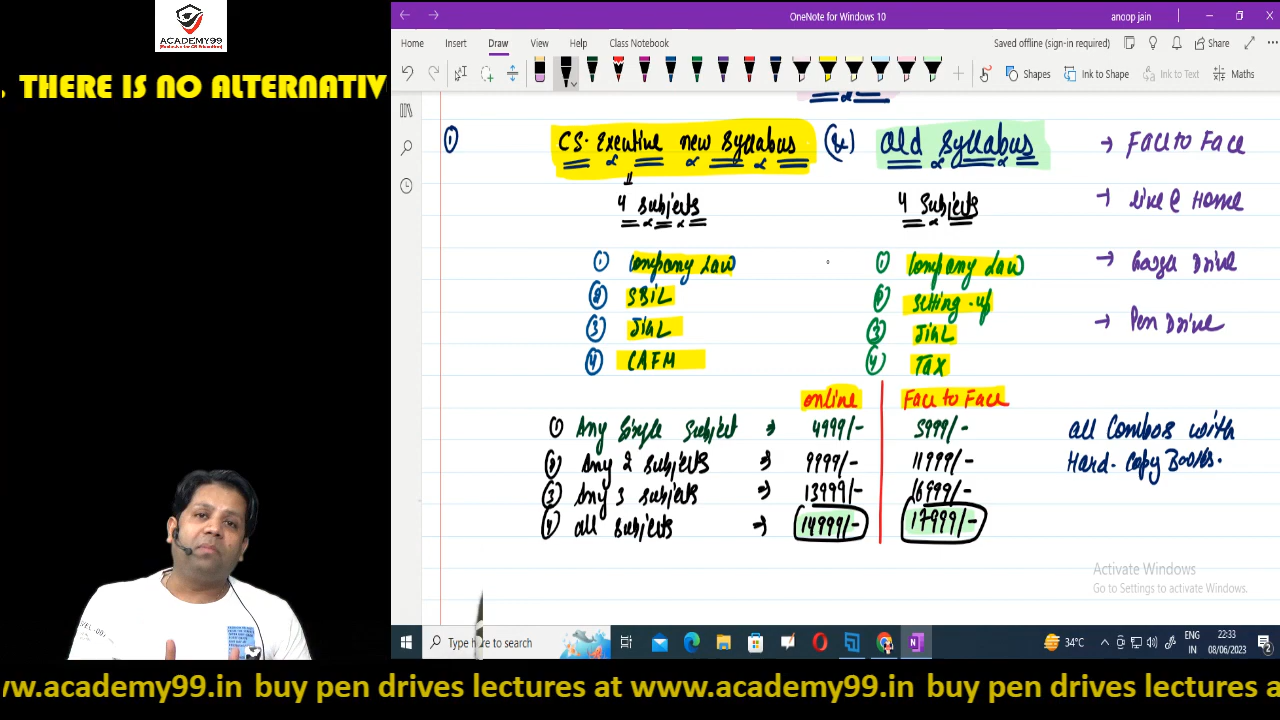 ACADEMY99
. THERE IS NO ALTERNATIV
OneNote for Windows 10
anoop jain
Home Insert Draw View Help Class Notebook
Saved offline (sign-in required) Share
Shapes Ink to Shape Ink to Text Maths
① CS-Exeutive new Syllabus (&) old Syllabus
4 Subjects 4 Subjects
① Company Law ① Company Law
② SBIL ② Setting-up
③ JIGL ③ JIGL
④ CAFM ④ TAX
→ Face to Face
→ live @ Home
→ Google Drive
→ Pen Drive
online Face to Face
① Any Single Subject ⇒ 4999/- 5999/-
② Any 2 Subjects ⇒ 9999/- 11999/-
③ Any 3 Subjects ⇒ 13999/- 16999/-
④ all Subjects ⇒ 14999/- 17999/-
all Combos with
Hard-Copy Books.
Activate Windows
Go to Settings to activate Windows.
Type here to search
34°C
ENG
IN
22:33
08/06/2023
2
vw.academy99.in buy pen drives lectures at www.academy99.in buy pen drives lectures a